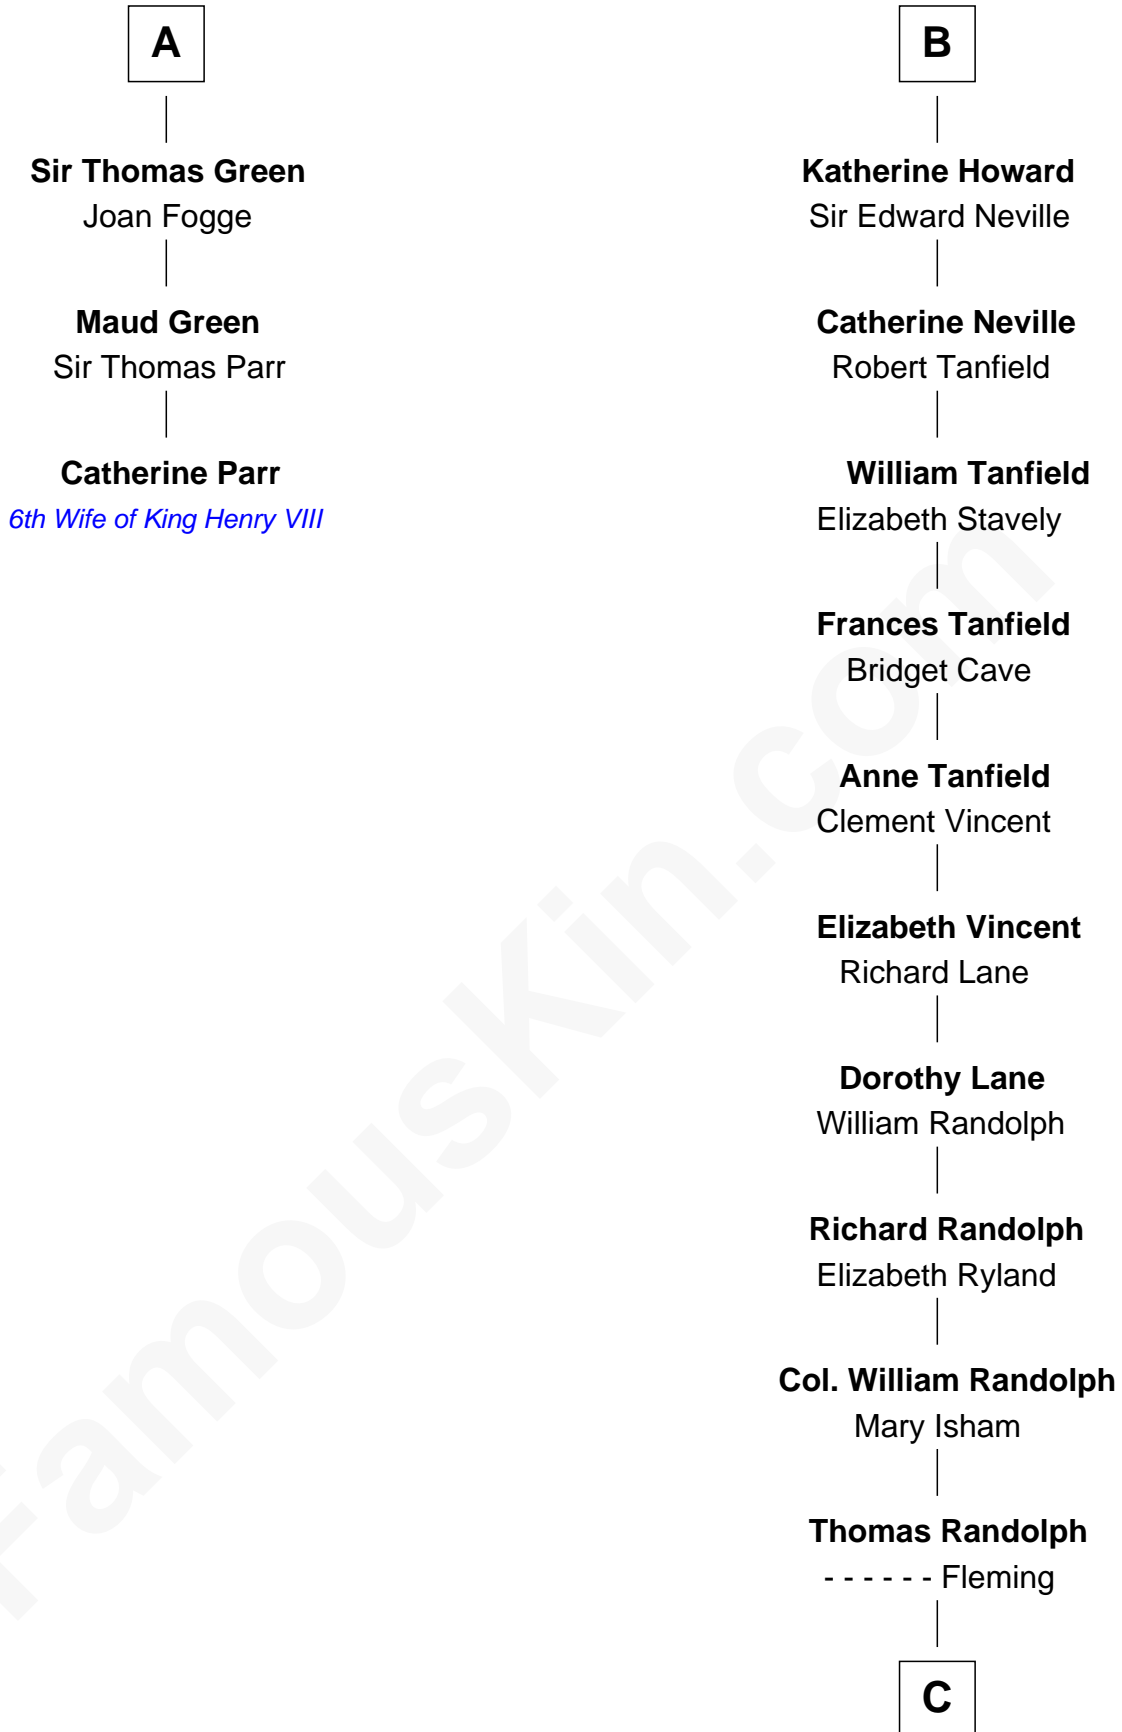 A
Sir Thomas Green
Joan Fogge
Maud Green
Sir Thomas Parr
Catherine Parr
6th Wife of King Henry VIII
B
Katherine Howard
Sir Edward Neville
Catherine Neville
Robert Tanfield
William Tanfield
Elizabeth Stavely
Frances Tanfield
Bridget Cave
Anne Tanfield
Clement Vincent
Elizabeth Vincent
Richard Lane
Dorothy Lane
William Randolph
Richard Randolph
Elizabeth Ryland
Col. William Randolph
Mary Isham
Thomas Randolph
- - - - - - Fleming
C
FamousKin.com